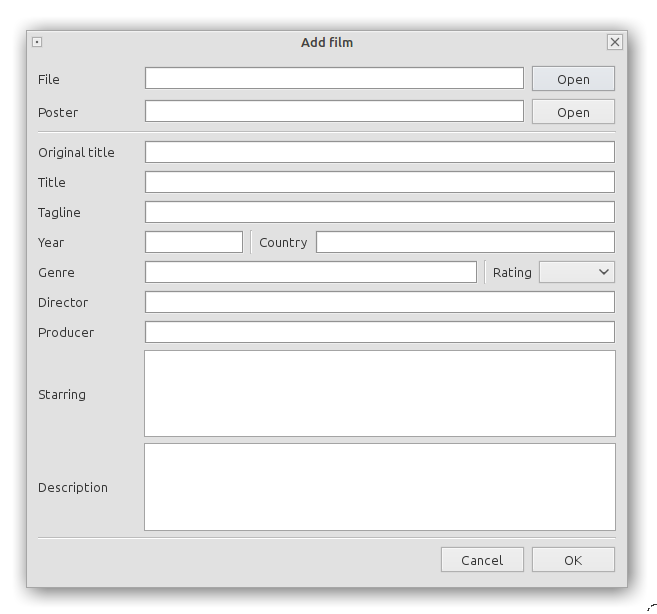 Add film
File Open
Poster Open
Original title
Title
Tagline
Year Country
Genre Rating
Director
Producer
Starring
Description
Cancel OK